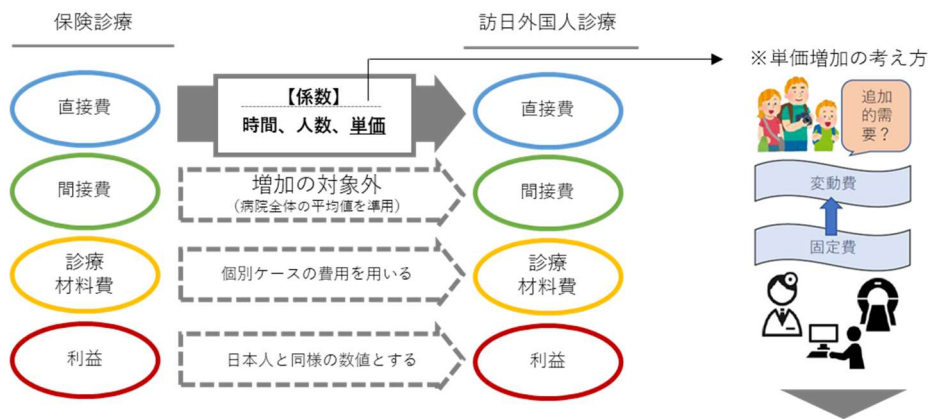 保険診療
訪日外国人診療
※単価増加の考え方
直接費
【係数】
時間、人数、単価
直接費
追加
的需
要？
間接費
増加の対象外
（病院全体の平均値を準用）
間接費
変動費
固定費
診療
材料費
個別ケースの費用を用いる
診療
材料費
利益
日本人と同様の数値とする
利益